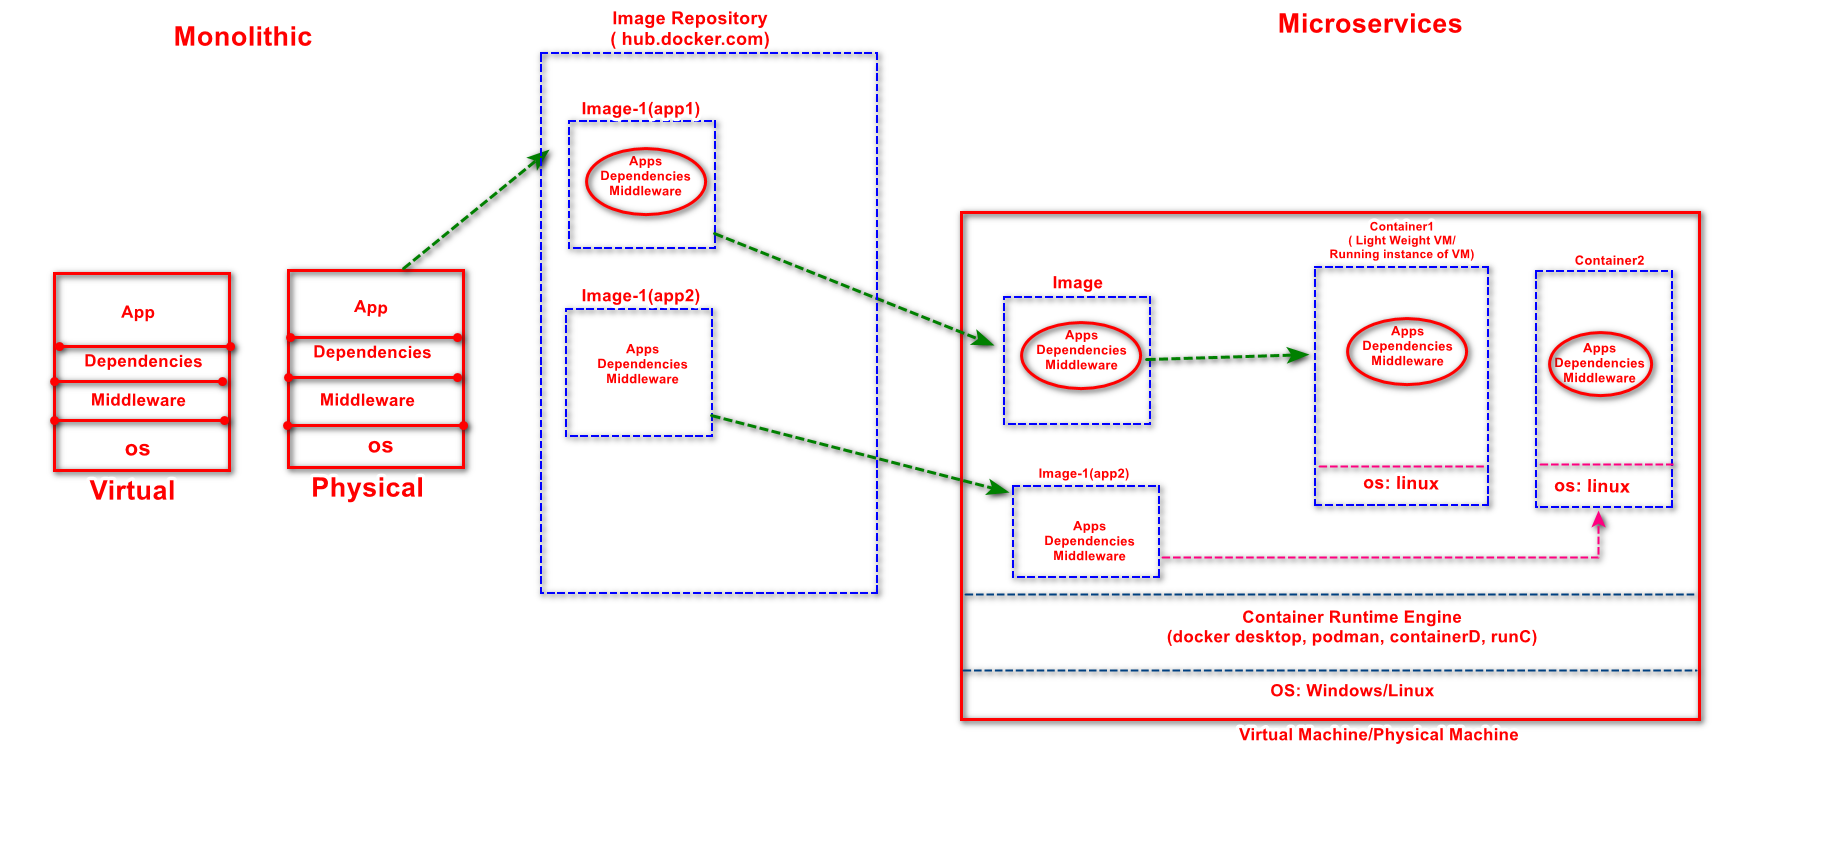 Monolithic
App
Dependencies
Middleware
os
Virtual
App
Dependencies
Middleware
os
Physical
Image Repository
( hub.docker.com)
Image-1(app1)
Apps
Dependencies
Middleware
Image-1(app2)
Apps
Dependencies
Middleware
Microservices
Image
Apps
Dependencies
Middleware
Image-1(app2)
Apps
Dependencies
Middleware
Container1
( Light Weight VM/
Running instance of VM)
Apps
Dependencies
Middleware
os: linux
Container2
Apps
Dependencies
Middleware
os: linux
Container Runtime Engine
(docker desktop, podman, containerD, runC)
OS: Windows/Linux
Virtual Machine/Physical Machine